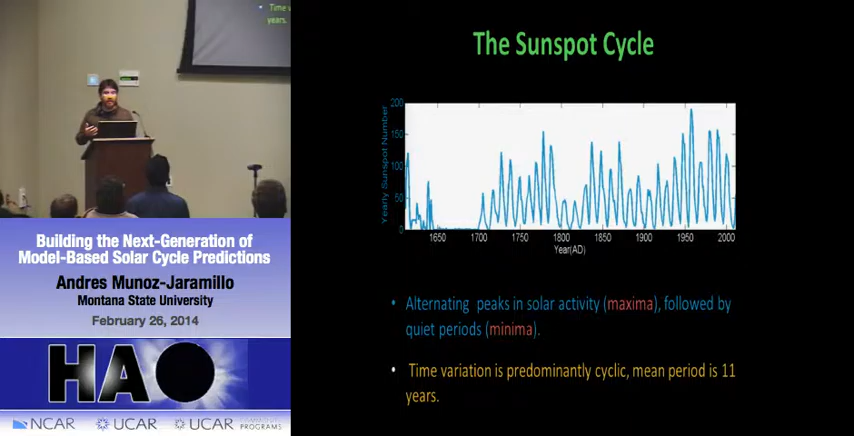 Time v
years.
Building the Next-Generation of
Model-Based Solar Cycle Predictions
Andres Munoz-Jaramillo
Montana State University
February 26, 2014
HAO
NCAR
UCAR
UCAR
PROGRAMS
The Sunspot Cycle
Yearly Sunspot Number
200
150
100
50
0
1650 1700 1750 1800 1850 1900 1950 2000
Year(AD)
• Alternating peaks in solar activity (maxima), followed by
quiet periods (minima).
• Time variation is predominantly cyclic, mean period is 11
years.